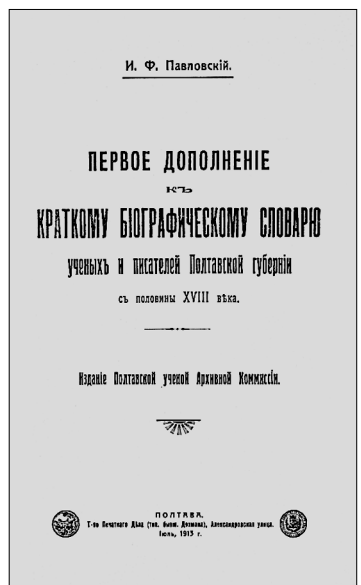 И. Ф. Павловскій.
ПЕРВОЕ ДОПОЛНЕНІЕ
КЪ
КРАТКОМУ БІОГРАФИЧЕСКОМУ СЛОВАРЮ
ученыхъ и писателей Полтавской губерніи
съ половины XVIII вѣка.
Изданіе Полтавской ученой Архивной Коммиссіи.
ПОЛТАВА.
Т-во Печатнаго Дѣла (тип. бывш. Дохмана), Александровская улица.
Іюль, 1913 г.